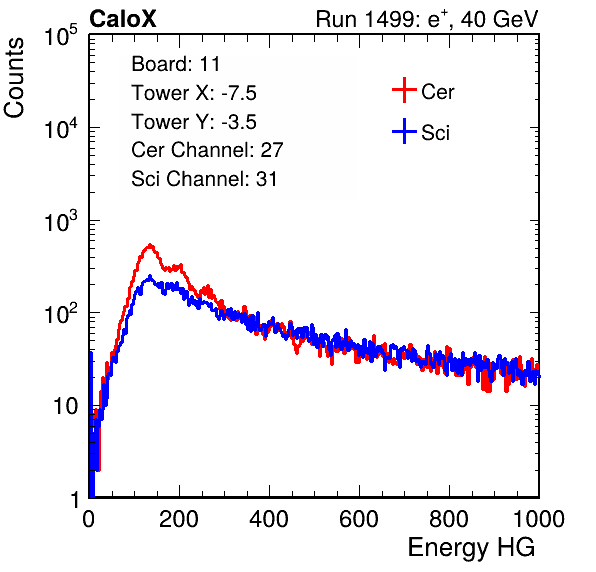 CaloX Run 1499: e⁺, 40 GeV
Counts
10⁵
10⁴
10³
10²
10
1
Board: 11
Tower X: -7.5
Tower Y: -3.5
Cer Channel: 27
Sci Channel: 31
Cer
Sci
0 200 400 600 800 1000
Energy HG